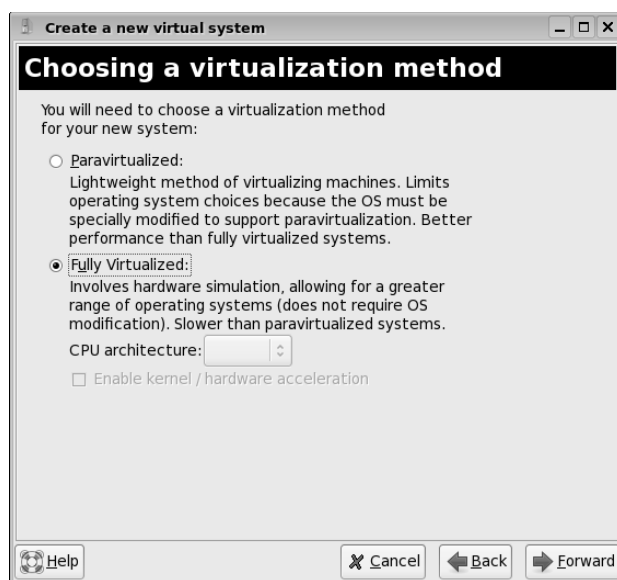 Create a new virtual system
Choosing a virtualization method
You will need to choose a virtualization method
for your new system:
Paravirtualized:
Lightweight method of virtualizing machines. Limits
operating system choices because the OS must be
specially modified to support paravirtualization. Better
performance than fully virtualized systems.
Fully Virtualized:
Involves hardware simulation, allowing for a greater
range of operating systems (does not require OS
modification). Slower than paravirtualized systems.
CPU architecture:
Enable kernel / hardware acceleration
Help
Cancel
Back
Forward